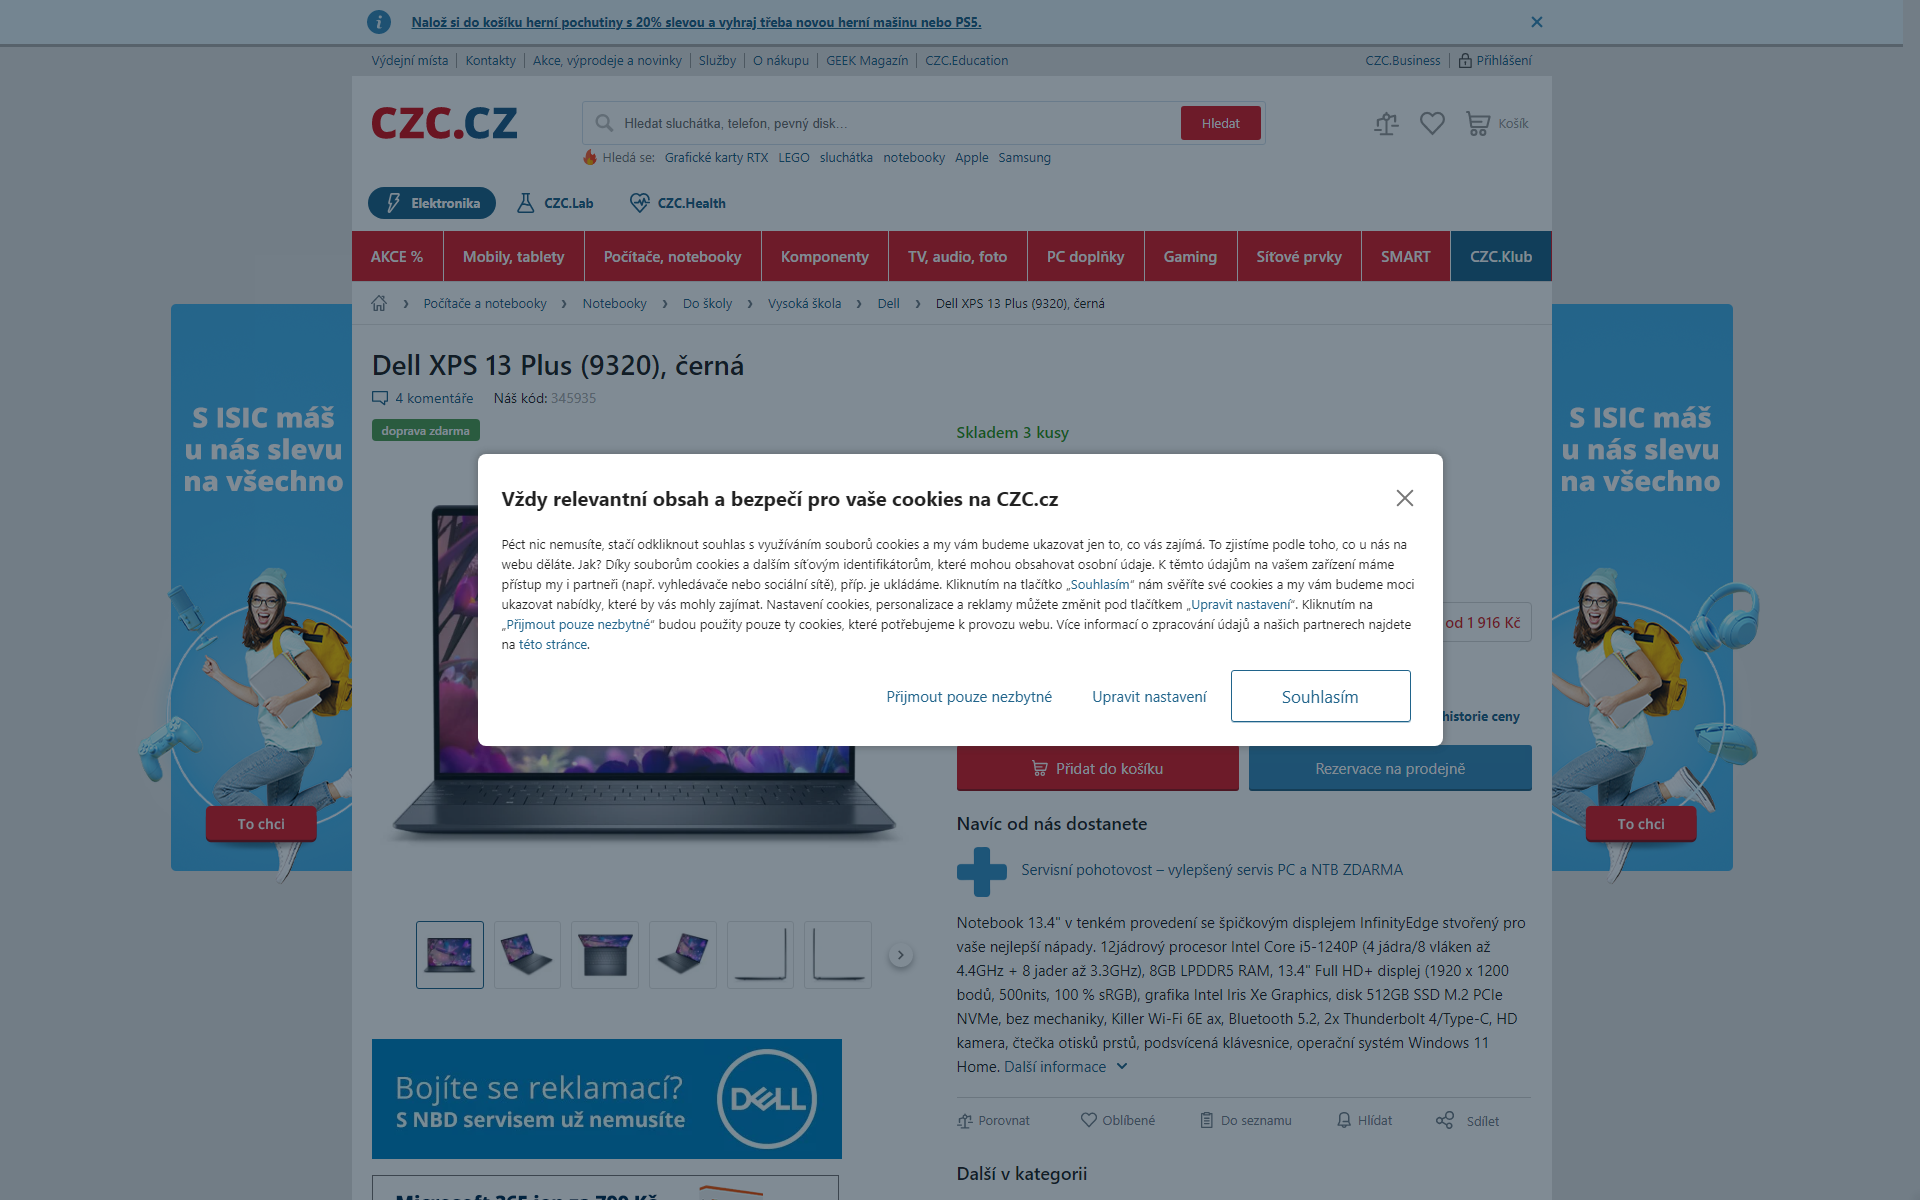 Nalož si do košíku herní pochutiny s 20% slevou a vyhraj třeba novou herní mašinu nebo PS5.
Výdejní místa | Kontakty | Akce, výprodeje a novinky | Služby | O nákupu | GEEK Magazín | CZC.Education
CZC.Business | Přihlášení
CZC.CZ
Hledat sluchátka, telefon, pevný disk...
Hledat
Košík
Hledá se: Grafické karty RTX LEGO sluchátka notebooky Apple Samsung
Elektronika
CZC.Lab
CZC.Health
AKCE %
Mobily, tablety
Počítače, notebooky
Komponenty
TV, audio, foto
PC doplňky
Gaming
Síťové prvky
SMART
CZC.Klub
Počítače a notebooky › Notebooky › Do školy › Vysoká škola › Dell › Dell XPS 13 Plus (9320), černá
Dell XPS 13 Plus (9320), černá
4 komentáře
Náš kód: 345935
doprava zdarma
Skladem 3 kusy
S ISIC máš
u nás slevu
na všechno
To chci
S ISIC máš
u nás slevu
na všechno
To chci
Vždy relevantní obsah a bezpečí pro vaše cookies na CZC.cz
Péct nic nemusíte, stačí odkliknout souhlas s využíváním souborů cookies a my vám budeme ukazovat jen to, co vás zajímá. To zjistíme podle toho, co u nás na
webu děláte. Jak? Díky souborům cookies a dalším síťovým identifikátorům, které mohou obsahovat osobní údaje. K těmto údajům na vašem zařízení máme
přístup my i partneři (např. vyhledávače nebo sociální sítě), příp. je ukládáme. Kliknutím na tlačítko „Souhlasím“ nám svěříte své cookies a my vám budeme moci
ukazovat nabídky, které by vás mohly zajímat. Nastavení cookies, personalizace a reklamy můžete změnit pod tlačítkem „Upravit nastavení“. Kliknutím na
„Přijmout pouze nezbytné“ budou použity pouze ty cookies, které potřebujeme k provozu webu. Více informací o zpracování údajů a našich partnerech najdete
na této stránce.
Přijmout pouze nezbytné
Upravit nastavení
Souhlasím
od 1 916 Kč
historie ceny
Přidat do košíku
Rezervace na prodejně
Navíc od nás dostanete
Servisní pohotovost – vylepšený servis PC a NTB ZDARMA
Notebook 13.4" v tenkém provedení se špičkovým displejem InfinityEdge stvořený pro
vaše nejlepší nápady. 12jádrový procesor Intel Core i5-1240P (4 jádra/8 vláken až
4.4GHz + 8 jader až 3.3GHz), 8GB LPDDR5 RAM, 13.4" Full HD+ displej (1920 x 1200
bodů, 500nits, 100 % sRGB), grafika Intel Iris Xe Graphics, disk 512GB SSD M.2 PCIe
NVMe, bez mechaniky, Killer Wi-Fi 6E ax, Bluetooth 5.2, 2x Thunderbolt 4/Type-C, HD
kamera, čtečka otisků prstů, podsvícená klávesnice, operační systém Windows 11
Home. Další informace
Porovnat
Oblíbené
Do seznamu
Hlídat
Sdílet
Další v kategorii
Bojíte se reklamací?
S NBD servisem už nemusíte
DELL
Microsoft 365 jen za 799 Kč